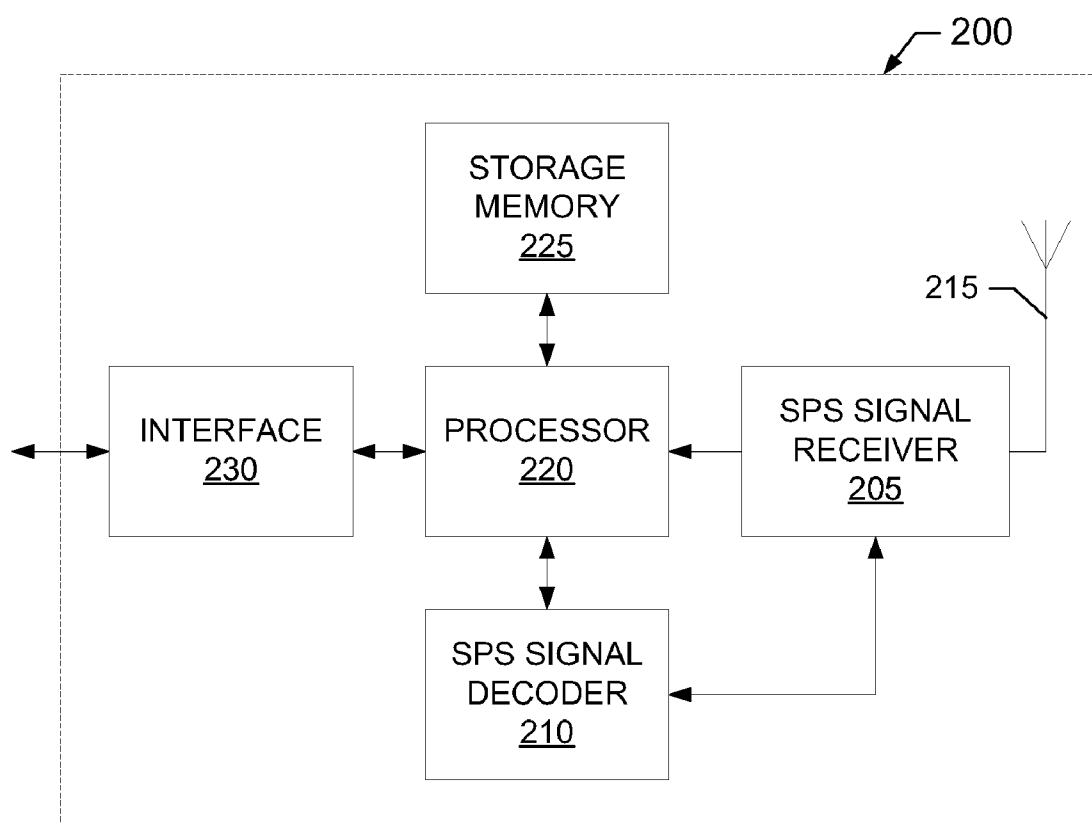 200
STORAGE
MEMORY
225
215
INTERFACE
230
PROCESSOR
220
SPS SIGNAL
RECEIVER
205
SPS SIGNAL
DECODER
210